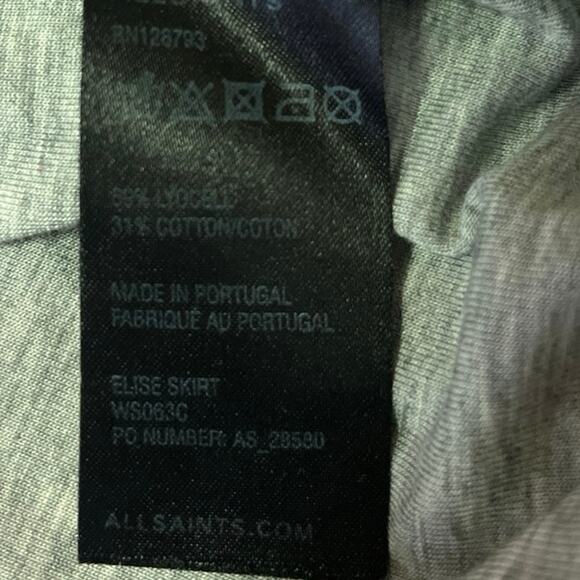 ALLSAINTS
RN128793
69% LYOCELL
31% COTTON/COTON
MADE IN PORTUGAL
FABRIQUÉ AU PORTUGAL
ELISE SKIRT
WS063C
PO NUMBER: AS_28580
ALLSAINTS.COM